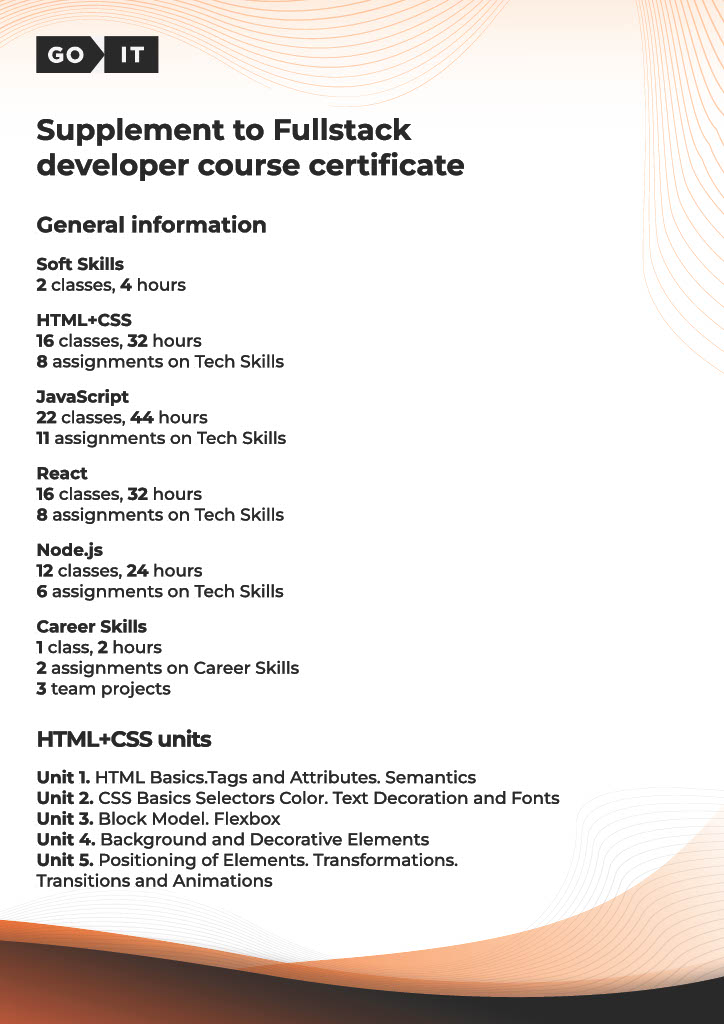 GO IT
Supplement to Fullstack
developer course certificate
General information
Soft Skills
2 classes, 4 hours
HTML+CSS
16 classes, 32 hours
8 assignments on Tech Skills
JavaScript
22 classes, 44 hours
11 assignments on Tech Skills
React
16 classes, 32 hours
8 assignments on Tech Skills
Node.js
12 classes, 24 hours
6 assignments on Tech Skills
Career Skills
1 class, 2 hours
2 assignments on Career Skills
3 team projects
HTML+CSS units
Unit 1. HTML Basics.Tags and Attributes. Semantics
Unit 2. CSS Basics Selectors Color. Text Decoration and Fonts
Unit 3. Block Model. Flexbox
Unit 4. Background and Decorative Elements
Unit 5. Positioning of Elements. Transformations.
Transitions and Animations